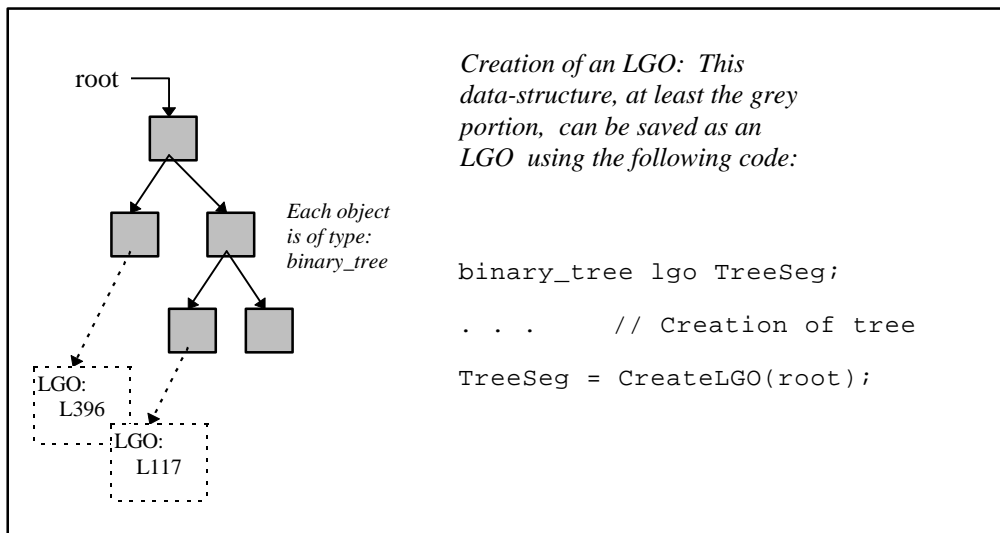 root
Each object
is of type:
binary_tree
LGO:
L396
LGO:
L117
Creation of an LGO: This
data-structure, at least the grey
portion, can be saved as an
LGO using the following code:
binary_tree lgo TreeSeg;
. . . // Creation of tree
TreeSeg = CreateLGO(root);